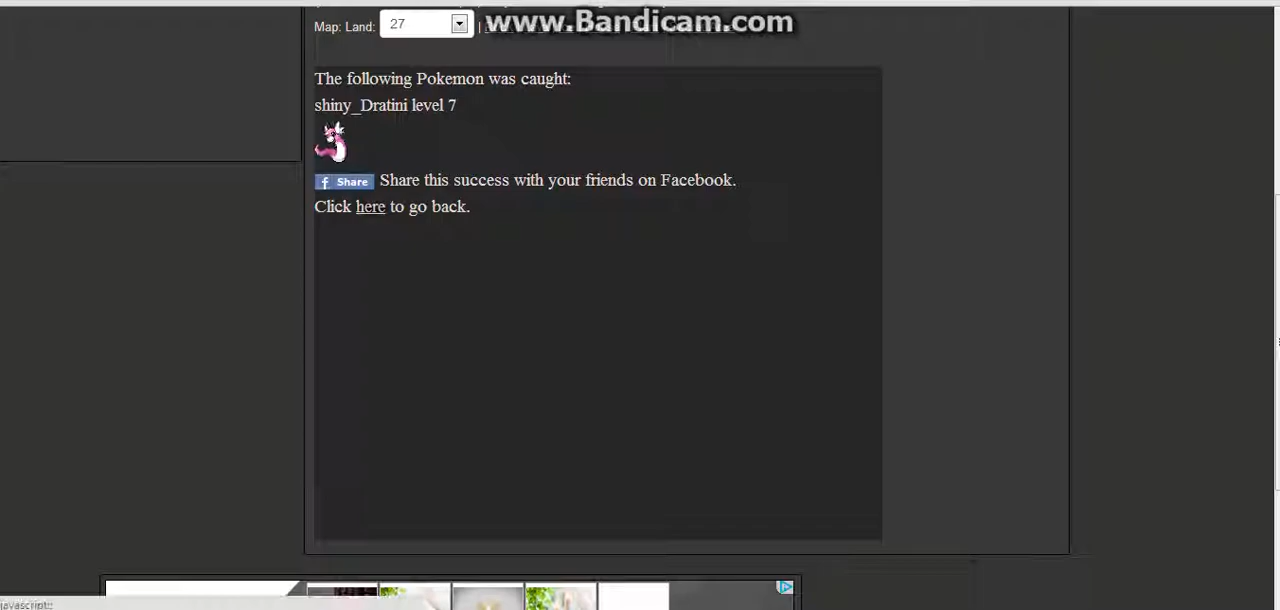 www.Bandicam.com
Map: Land: 27 |
The following Pokemon was caught:
shiny_Dratini level 7
f Share Share this success with your friends on Facebook.
Click here to go back.
javascript: